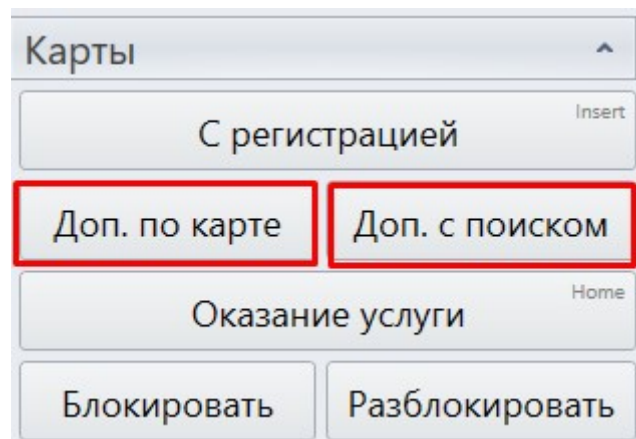 Карты
С регистрацией Insert
Доп. по карте Доп. с поиском
Оказание услуги Home
Блокировать Разблокировать